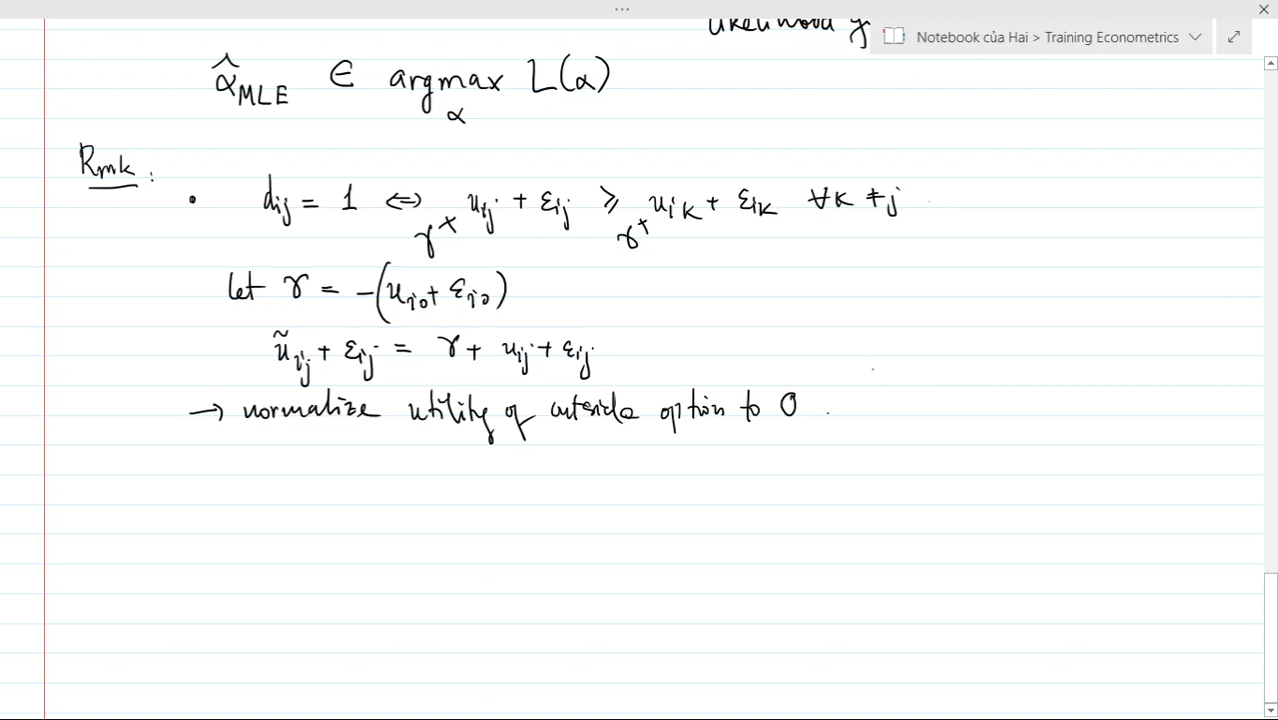 likelihood
Notebook của Hai > Training Econometrics
α̂_MLE ∈ argmax_α L(α)
Rmk :
• d_ij = 1 ⇔ γ + u_ij + ε_ij ⩾ γ + u_ik + ε_ik ∀k ≠ j
let γ = -(u_i0 + ε_i0)
ũ_ij + ε_ij = γ + u_ij + ε_ij
→ normalize utility of outside option to 0 .